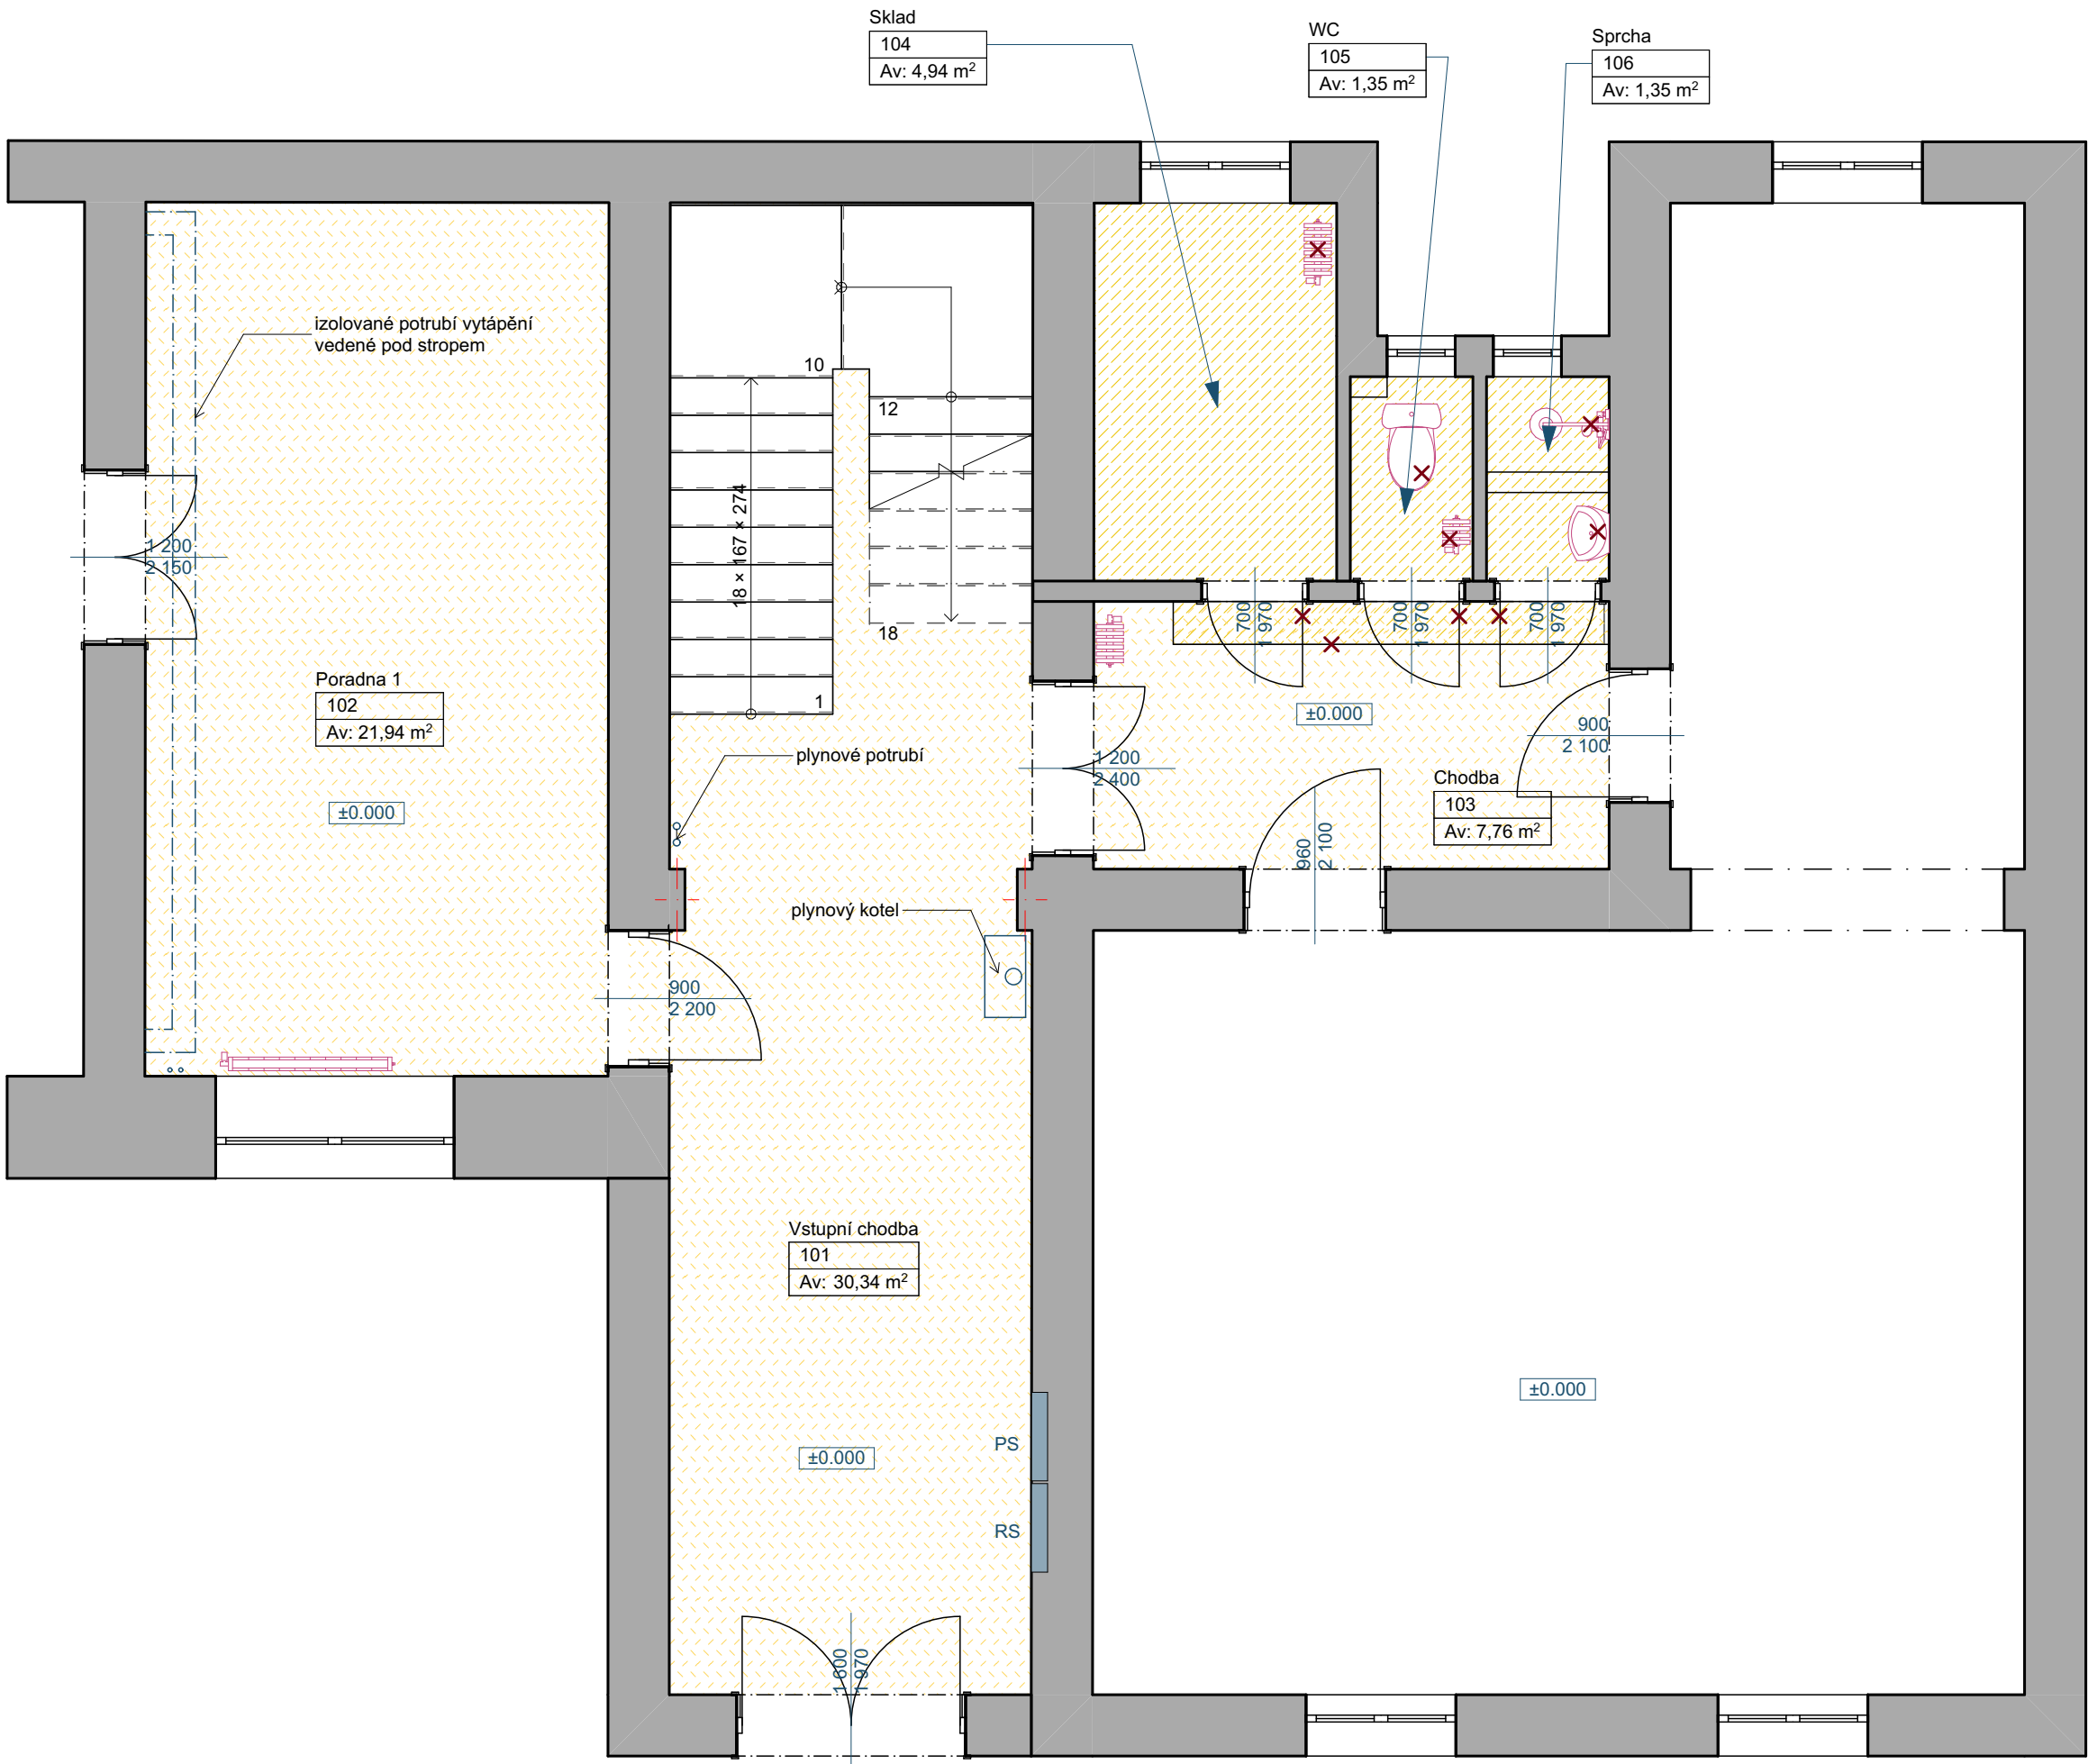 Sklad
104
Av: 4,94 m²
WC
105
Av: 1,35 m²
Sprcha
106
Av: 1,35 m²
izolované potrubí vytápění
vedené pod stropem
10
12
18 × 167 × 274
18
1
1 200
2 150
700
1 970
700
1 970
700
1 970
Poradna 1
102
Av: 21,94 m²
±0.000
plynové potrubí
±0.000
900
2 100
1 200
2 400
Chodba
103
Av: 7,76 m²
960
2 100
plynový kotel
900
2 200
Vstupní chodba
101
Av: 30,34 m²
±0.000
PS
±0.000
RS
1 600
1 970